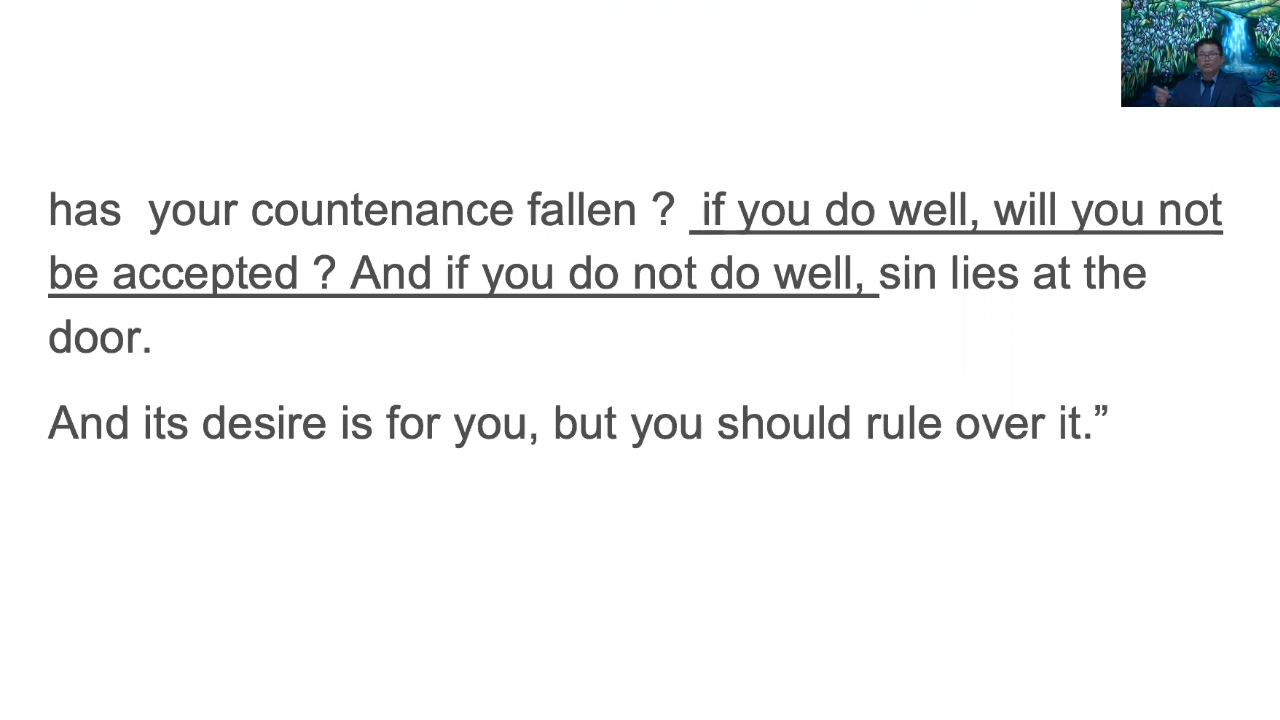 has  your countenance fallen ?  if you do well, will you not
be accepted ? And if you do not do well, sin lies at the
door.
And its desire is for you, but you should rule over it.”